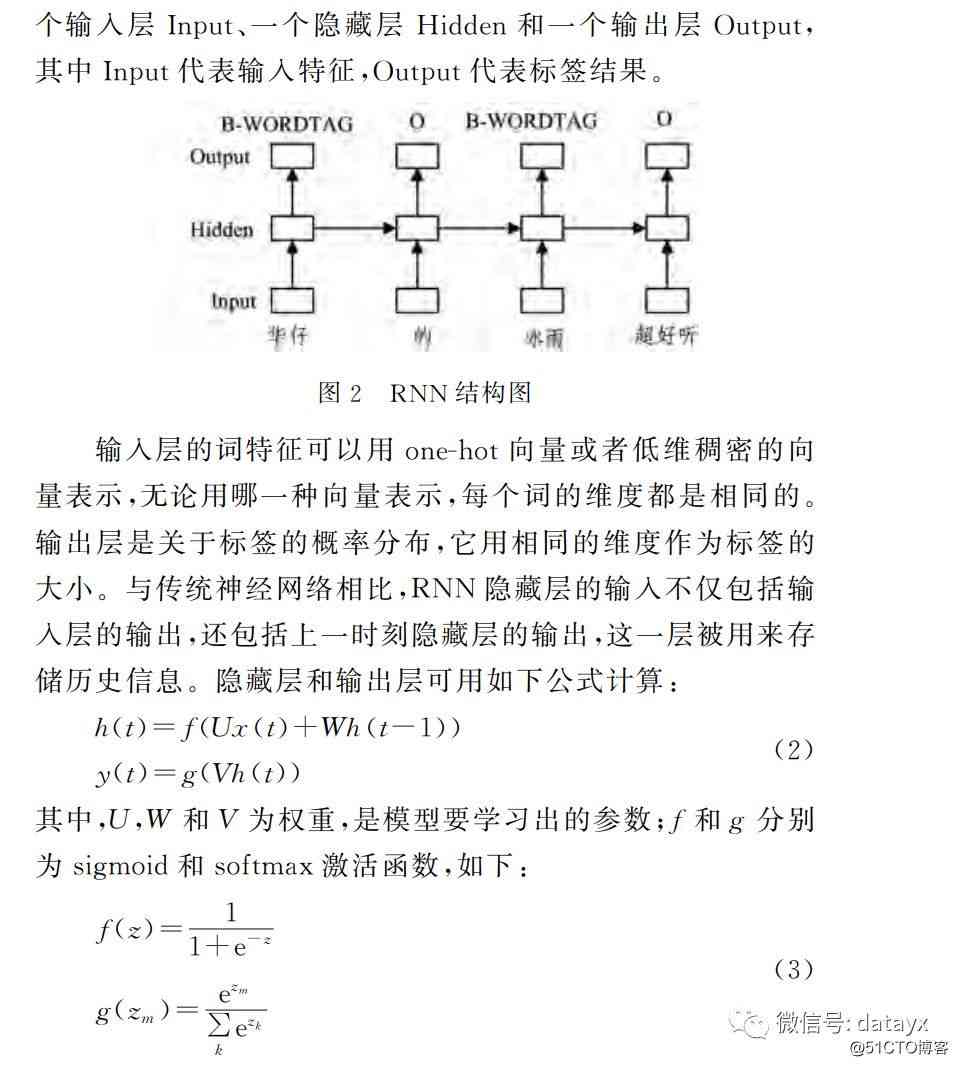 个输入层 Input、一个隐藏层 Hidden 和一个输出层 Output,
其中 Input 代表输入特征,Output 代表标签结果。
B-WORDTAG O B-WORDTAG O
Output
Hidden
Input
华仔 的 冰雨 超好听
图 2 RNN 结构图
输入层的词特征可以用 one-hot 向量或者低维稠密的向
量表示,无论用哪一种向量表示,每个词的维度都是相同的。
输出层是关于标签的概率分布,它用相同的维度作为标签的
大小。与传统神经网络相比,RNN 隐藏层的输入不仅包括输
入层的输出,还包括上一时刻隐藏层的输出,这一层被用来存
储历史信息。隐藏层和输出层可用如下公式计算:
h(t)=f(Ux(t)+Wh(t-1))
y(t)=g(Vh(t))
(2)
其中,U,W 和 V 为权重,是模型要学习出的参数;f 和 g 分别
为 sigmoid 和 softmax 激活函数,如下:
f(z)=1/(1+e^{-z})
g(z_m)=e^{z_m}/∑_k e^{z_k}
(3)
微信号: datayx
@51CTO博客